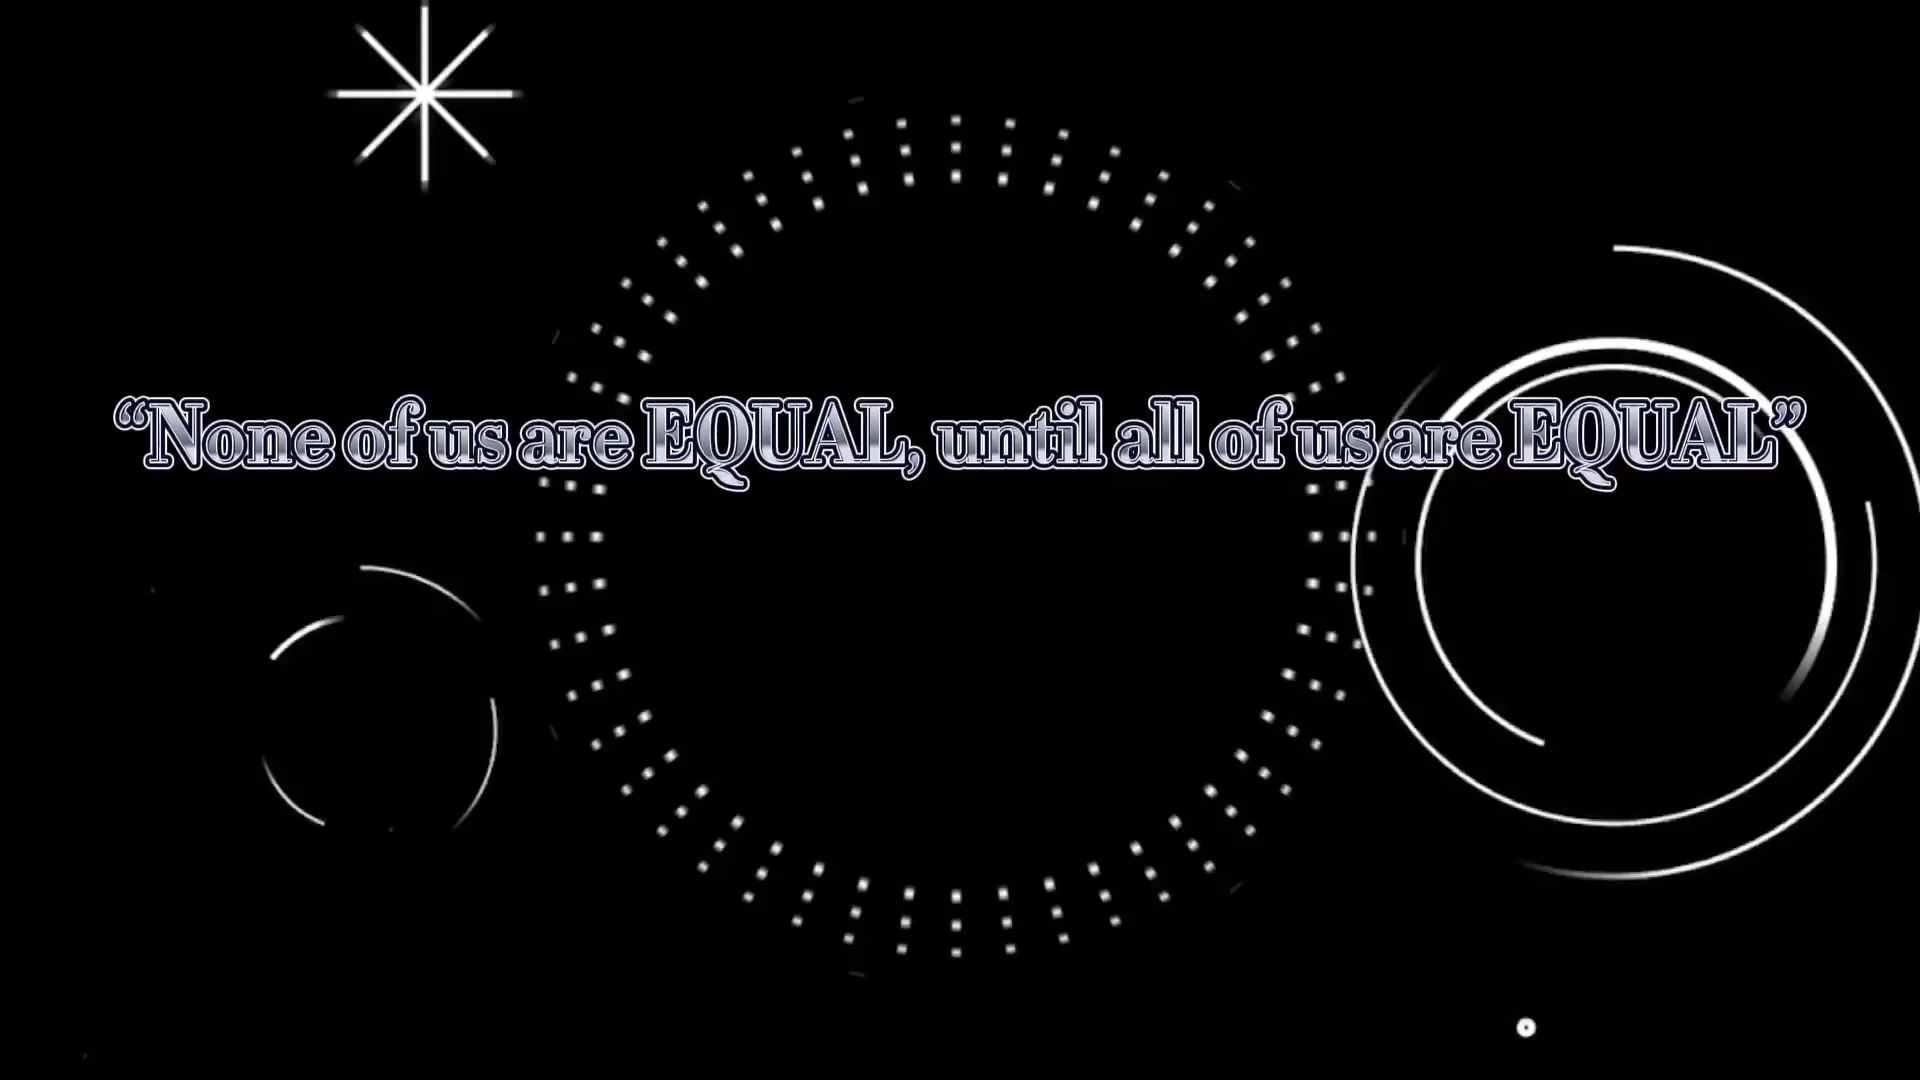 “None of us are EQUAL, until all of us are EQUAL”